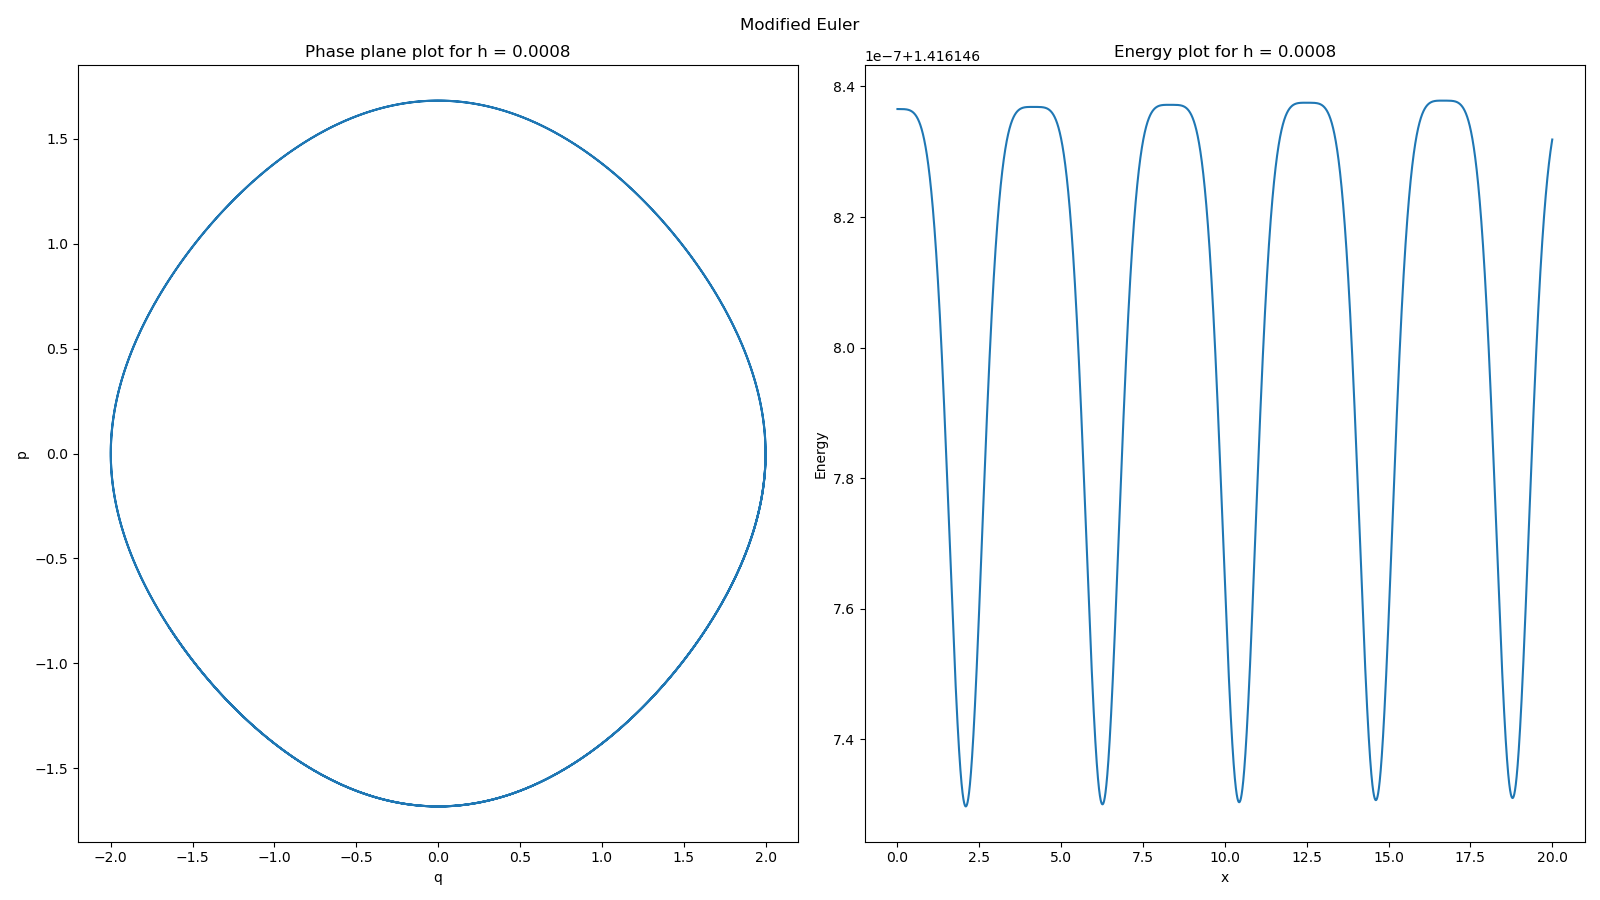 Modified Euler
Phase plane plot for h = 0.0008
1.5
1.0
0.5
0.0
−0.5
−1.0
−1.5
p
−2.0 −1.5 −1.0 −0.5 0.0 0.5 1.0 1.5 2.0
q
Energy plot for h = 0.0008
1e-7+1.416146
8.4
8.2
8.0
7.8
7.6
7.4
Energy
0.0 2.5 5.0 7.5 10.0 12.5 15.0 17.5 20.0
x